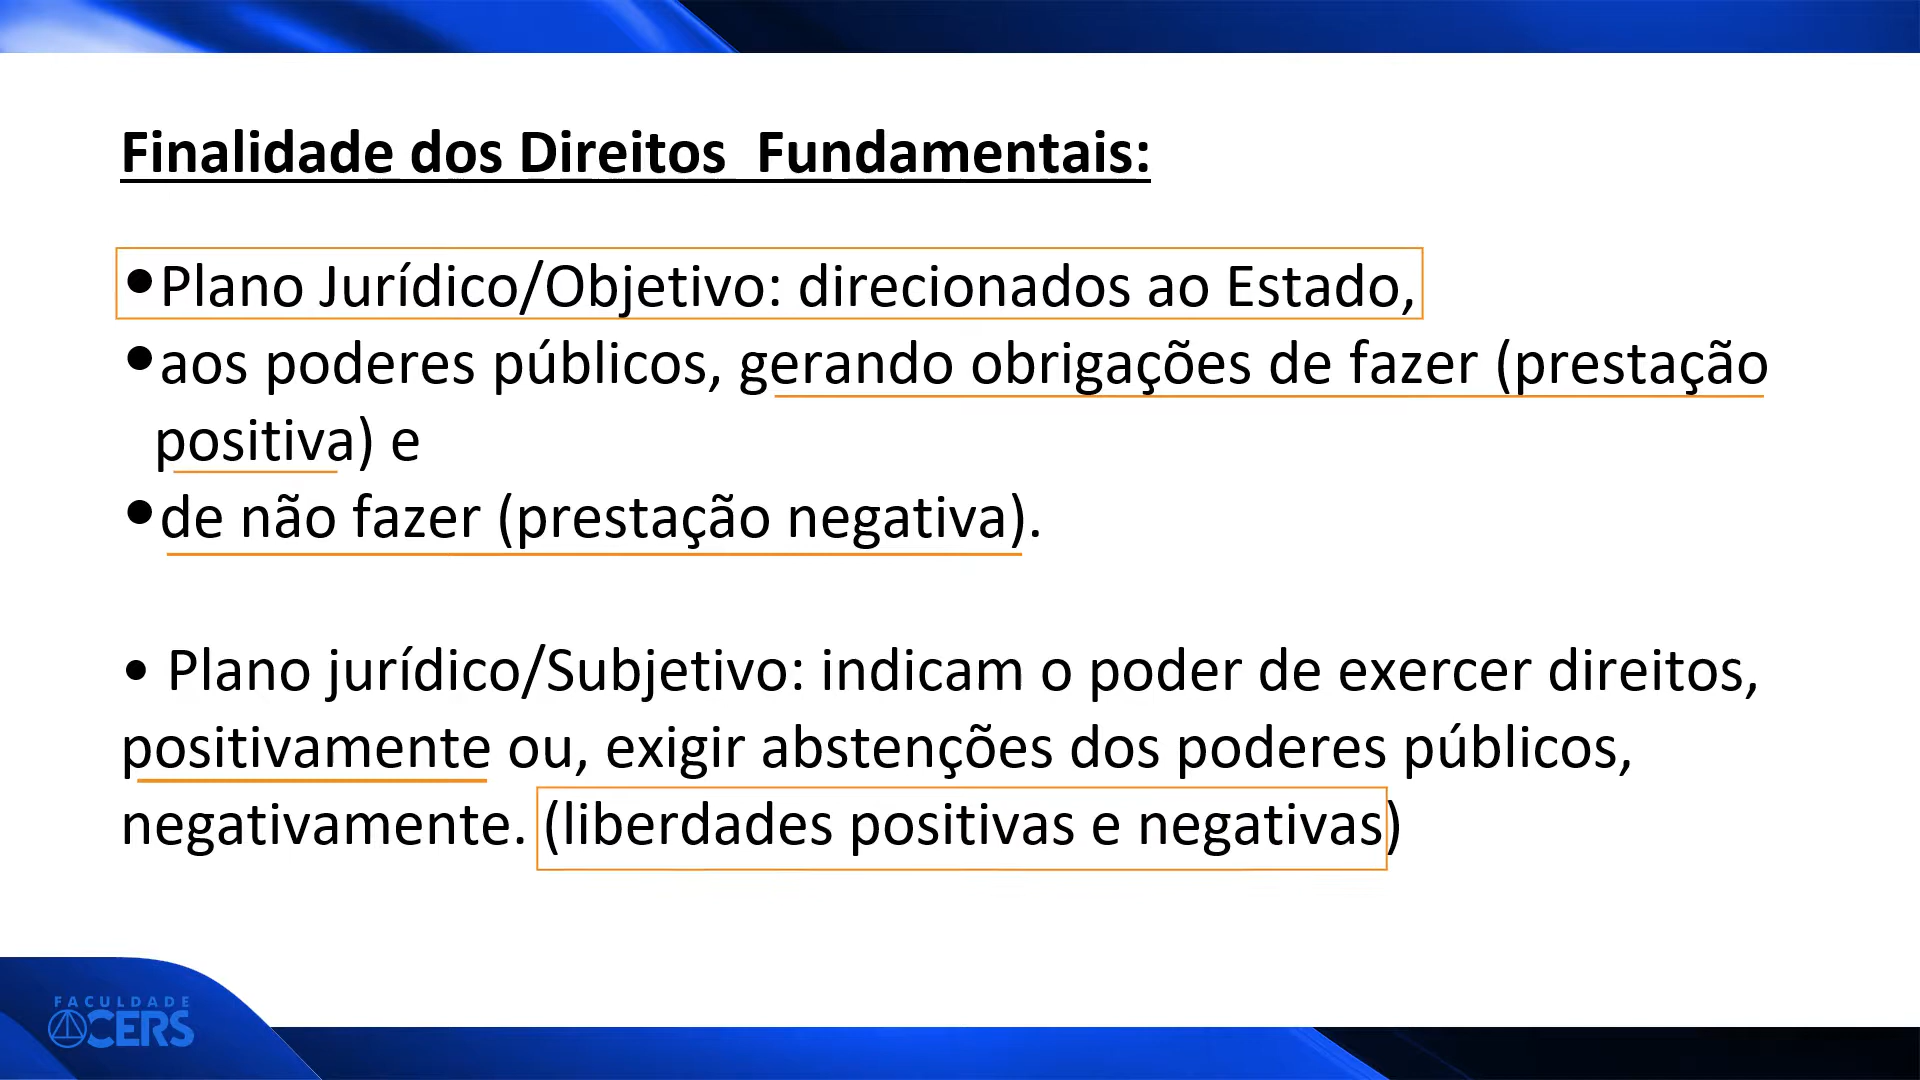 Finalidade dos Direitos  Fundamentais:
•Plano Jurídico/Objetivo: direcionados ao Estado,
•aos poderes públicos, gerando obrigações de fazer (prestação
positiva) e
•de não fazer (prestação negativa).
• Plano jurídico/Subjetivo: indicam o poder de exercer direitos,
positivamente ou, exigir abstenções dos poderes públicos,
negativamente. (liberdades positivas e negativas)
FACULDADE
CERS